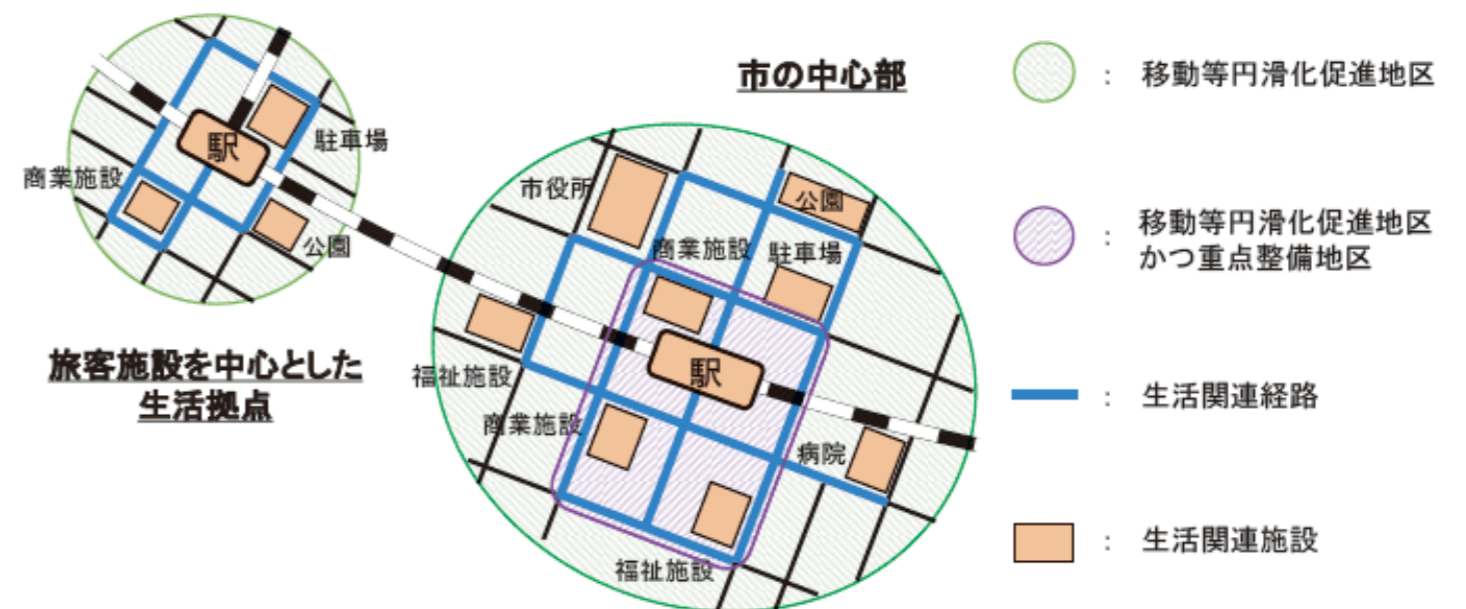 市の中心部
駅
駐車場
商業施設
公園
旅客施設を中心とした
生活拠点
市役所
公園
商業施設
駐車場
福祉施設
駅
商業施設
病院
福祉施設
： 移動等円滑化促進地区
： 移動等円滑化促進地区
かつ重点整備地区
： 生活関連経路
： 生活関連施設